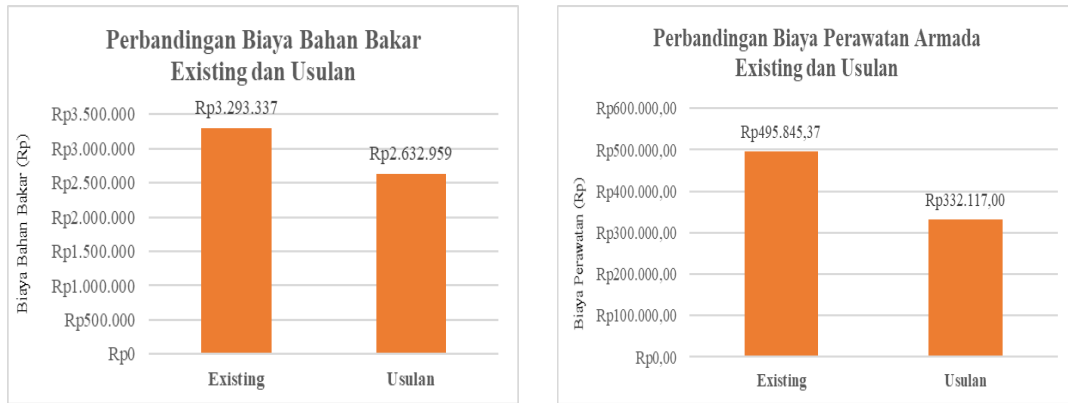 Perbandingan Biaya Bahan Bakar
Existing dan Usulan
Biaya Bahan Bakar (Rp)
Rp3.500.000
Rp3.000.000
Rp2.500.000
Rp2.000.000
Rp1.500.000
Rp1.000.000
Rp500.000
Rp0
Rp3.293.337
Rp2.632.959
Existing
Usulan
Perbandingan Biaya Perawatan Armada
Existing dan Usulan
Biaya Perawatan (Rp)
Rp600.000,00
Rp500.000,00
Rp400.000,00
Rp300.000,00
Rp200.000,00
Rp100.000,00
Rp0,00
Rp495.845,37
Rp332.117,00
Existing
Usulan